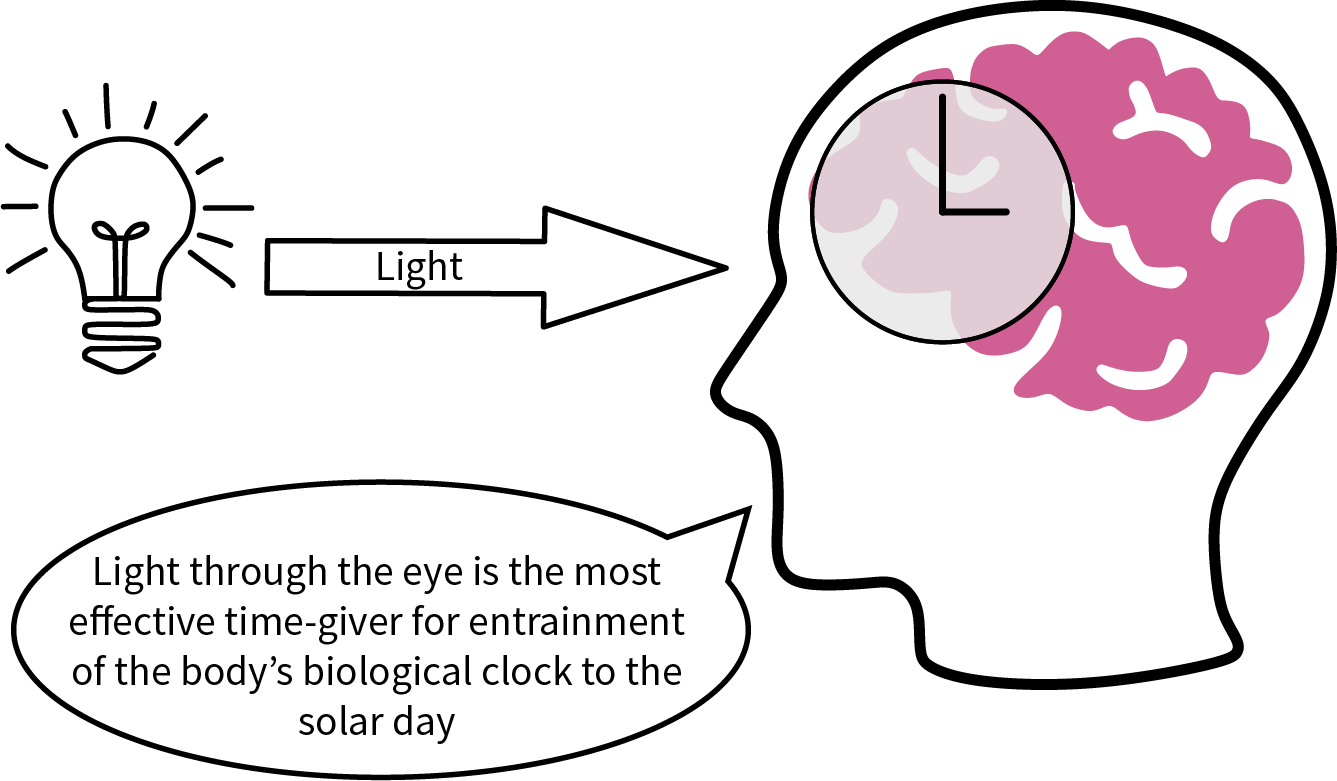 Light
Light through the eye is the most
effective time-giver for entrainment
of the body’s biological clock to the
solar day